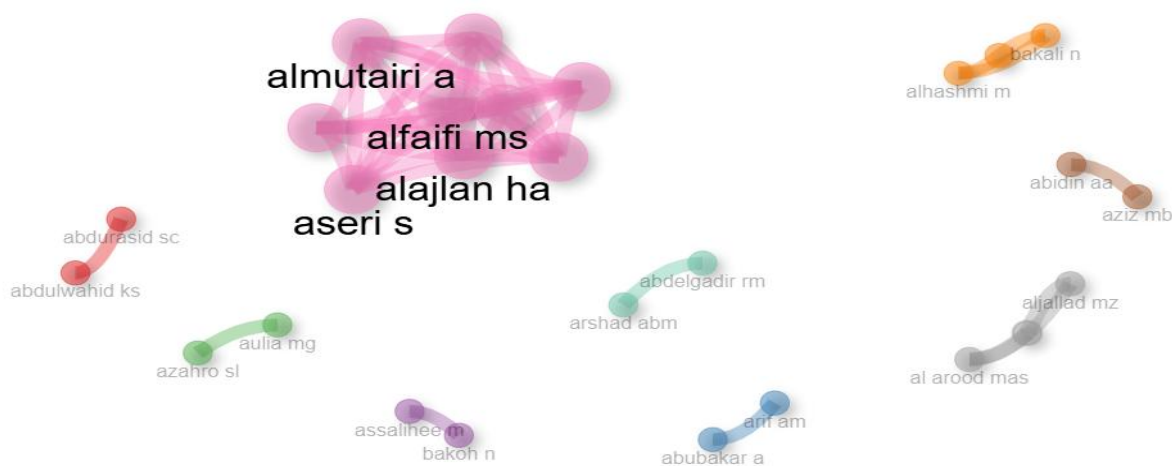 almutairi a
alfaifi ms
alajlan ha
aseri s
bakali n
alhashmi m
abidin aa
aziz mb
abdurasid sc
abdulwahid ks
abdelgadir rm
arshad abm
aljallad mz
al arood mas
aulia mg
azahro sl
assalihee m
bakoh n
arif am
abubakar a